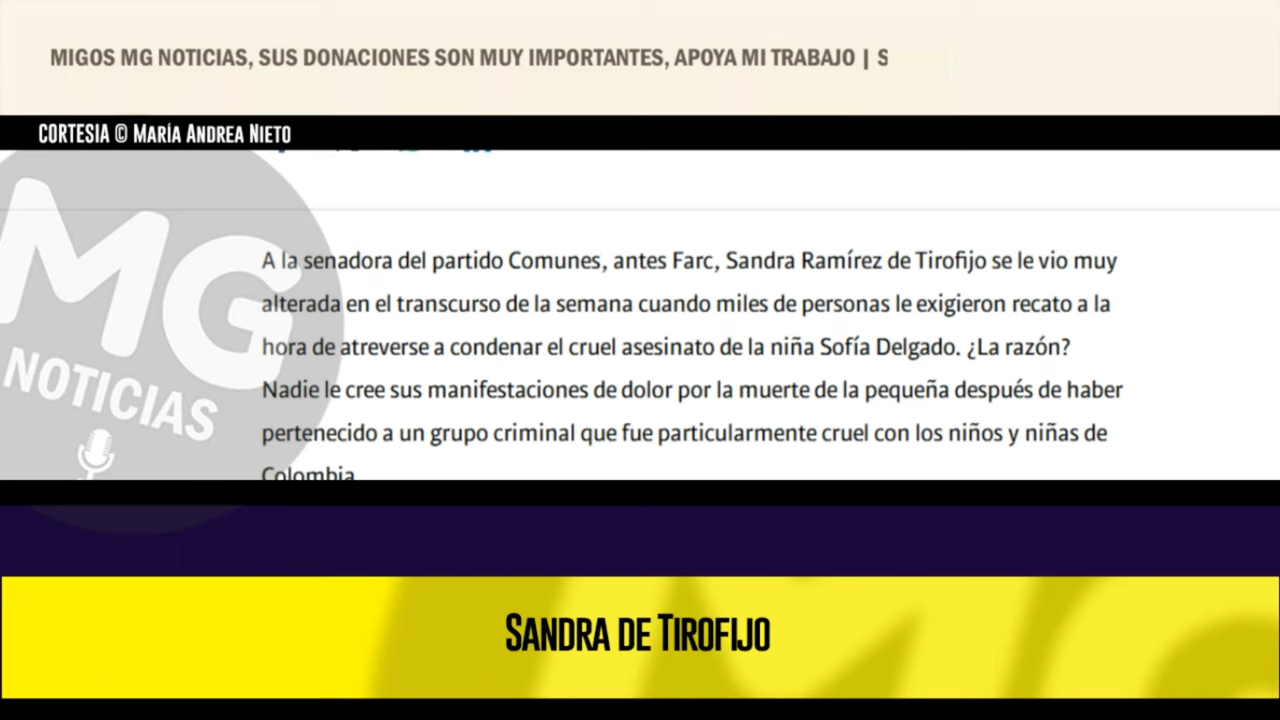 MIGOS MG NOTICIAS, SUS DONACIONES SON MUY IMPORTANTES, APOYA MI TRABAJO | S
CORTESIA © MARÍA ANDREA NIETO
MG
NOTICIAS
A la senadora del partido Comunes, antes Farc, Sandra Ramírez de Tirofijo se le vio muy
alterada en el transcurso de la semana cuando miles de personas le exigieron recato a la
hora de atreverse a condenar el cruel asesinato de la niña Sofía Delgado. ¿La razón?
Nadie le cree sus manifestaciones de dolor por la muerte de la pequeña después de haber
pertenecido a un grupo criminal que fue particularmente cruel con los niños y niñas de
Colombia
SANDRA DE TIROFIJO